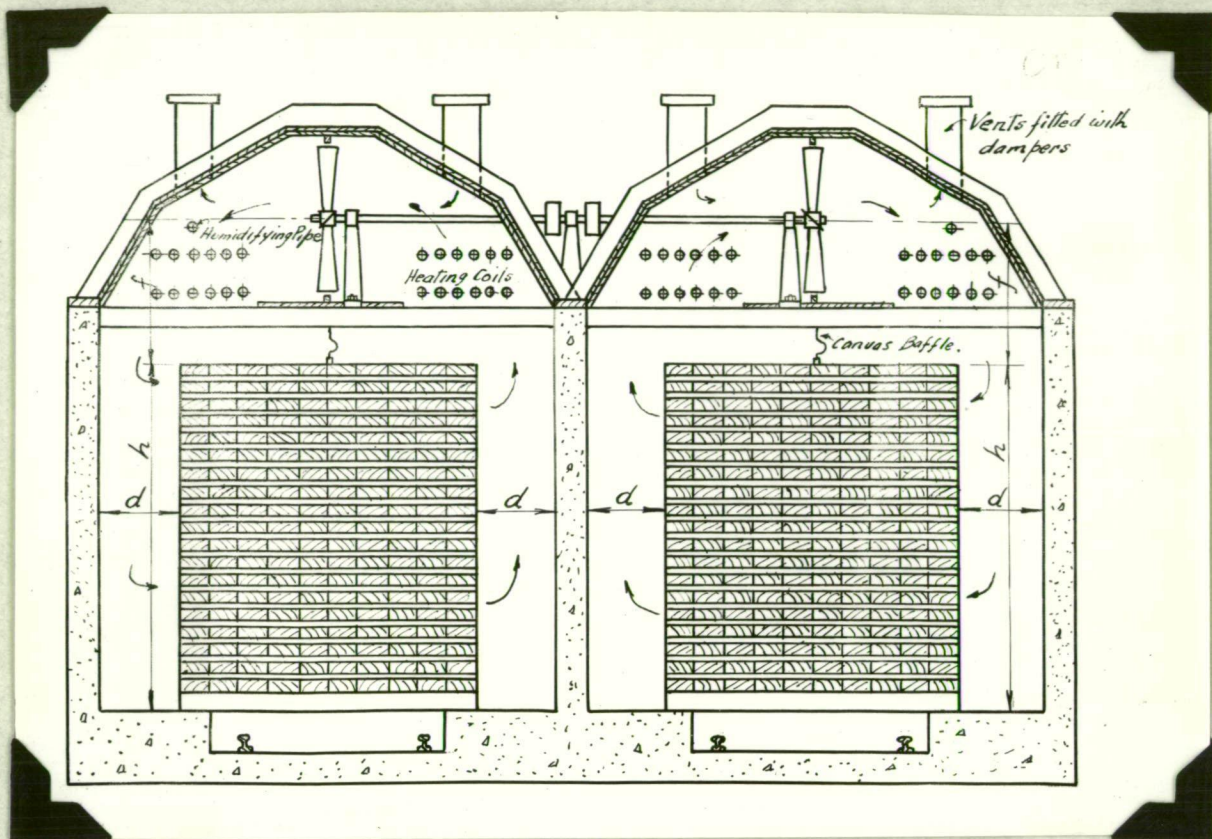 Vents fitted with
dampers
Humidifying Pipe
Heating Coils
f
f
Canvas Baffle.
h
h
d
d
d
d